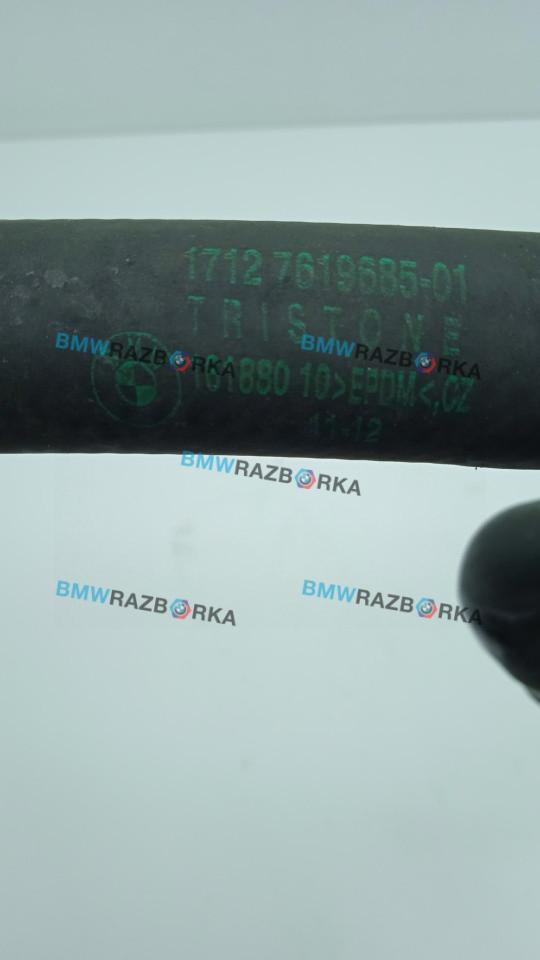 1712 7619685-01
TRISTONE
BMWRAZBORKA BMWRAZBORKA
161880 10>EPDM<,CZ
11-12
BMWRAZBORKA
BMWRAZBORKA BMWRAZBORKA